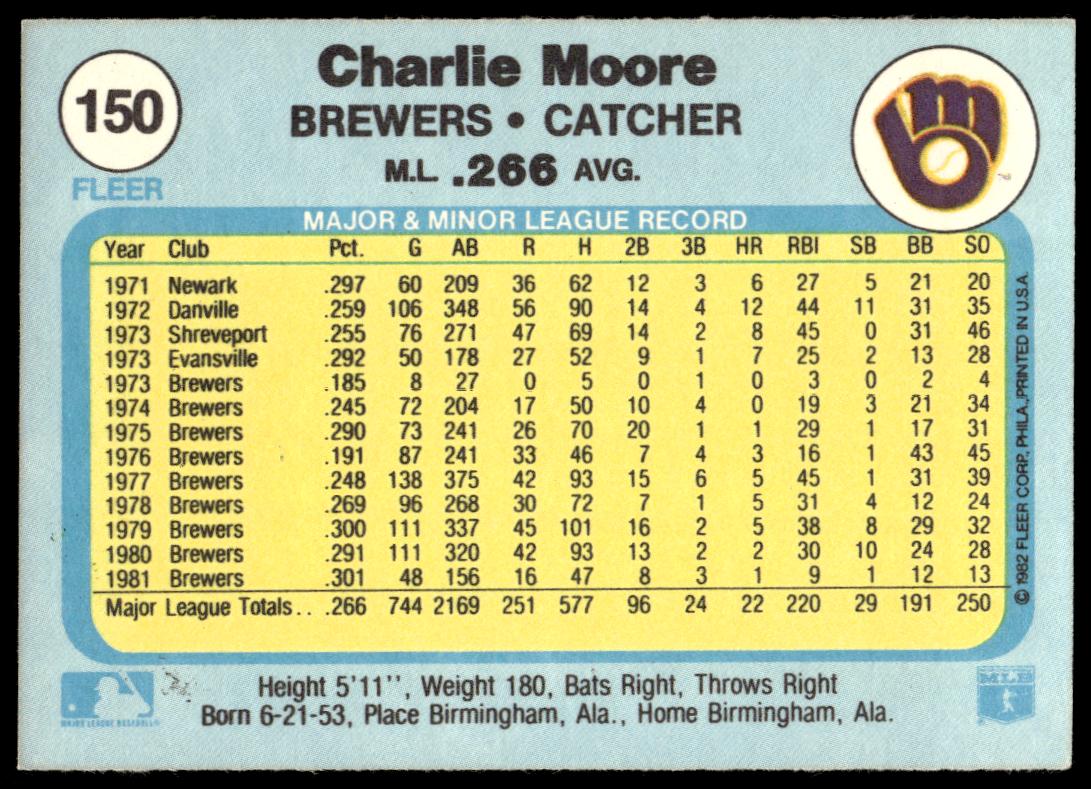 150
FLEER
Charlie Moore
BREWERS • CATCHER
M.L. .266 AVG.
MAJOR & MINOR LEAGUE RECORD
Year Club Pct. G AB R H 2B 3B HR RBI SB BB SO
1971 Newark .297 60 209 36 62 12 3 6 27 5 21 20
1972 Danville .259 106 348 56 90 14 4 12 44 11 31 35
1973 Shreveport .255 76 271 47 69 14 2 8 45 0 31 46
1973 Evansville .292 50 178 27 52 9 1 7 25 2 13 28
1973 Brewers .185 8 27 0 5 0 1 0 3 0 2 4
1974 Brewers .245 72 204 17 50 10 4 0 19 3 21 34
1975 Brewers .290 73 241 26 70 20 1 1 29 1 17 31
1976 Brewers .191 87 241 33 46 7 4 3 16 1 43 45
1977 Brewers .248 138 375 42 93 15 6 5 45 1 31 39
1978 Brewers .269 96 268 30 72 7 1 5 31 4 12 24
1979 Brewers .300 111 337 45 101 16 2 5 38 8 29 32
1980 Brewers .291 111 320 42 93 13 2 2 30 10 24 28
1981 Brewers .301 48 156 16 47 8 3 1 9 1 12 13
Major League Totals . . .266 744 2169 251 577 96 24 22 220 29 191 250
© 1982 FLEER CORP., PHILA., PRINTED IN U.S.A.
Height 5'11'', Weight 180, Bats Right, Throws Right
Born 6-21-53, Place Birmingham, Ala., Home Birmingham, Ala.
MAJOR LEAGUE BASEBALL®
MLB